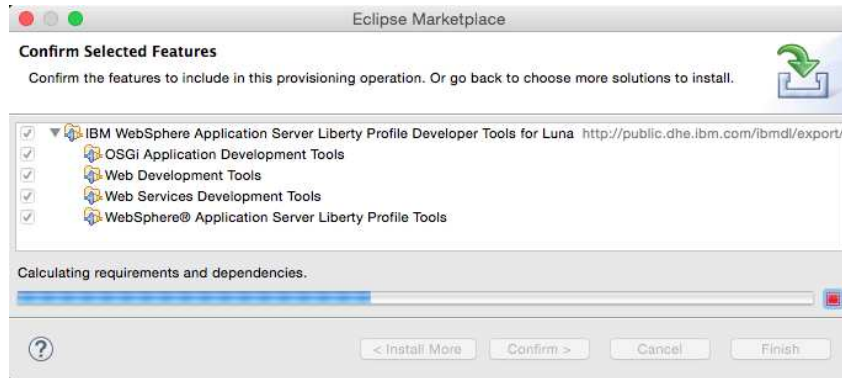 Eclipse Marketplace
Confirm Selected Features
Confirm the features to include in this provisioning operation. Or go back to choose more solutions to install.
IBM WebSphere Application Server Liberty Profile Developer Tools for Luna http://public.dhe.ibm.com/ibmdl/export/
OSGi Application Development Tools
Web Development Tools
Web Services Development Tools
WebSphere® Application Server Liberty Profile Tools
Calculating requirements and dependencies.
?
< Install More
Confirm >
Cancel
Finish